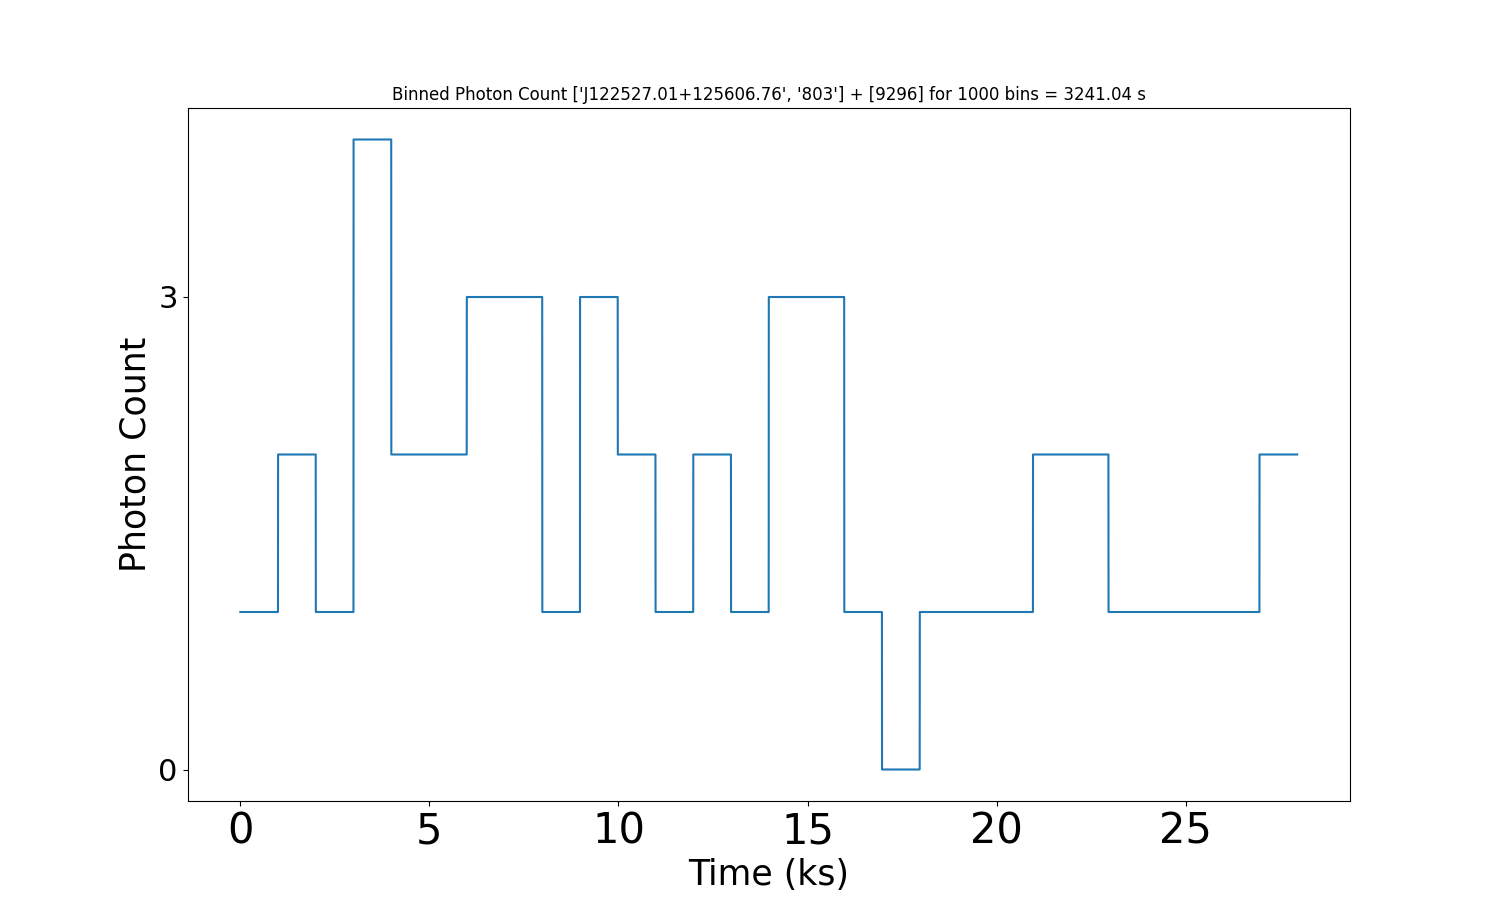 Binned Photon Count ['J122527.01+125606.76', '803'] + [9296] for 1000 bins = 3241.04 s
3
0
Photon Count
0 5 10 15 20 25
Time (ks)